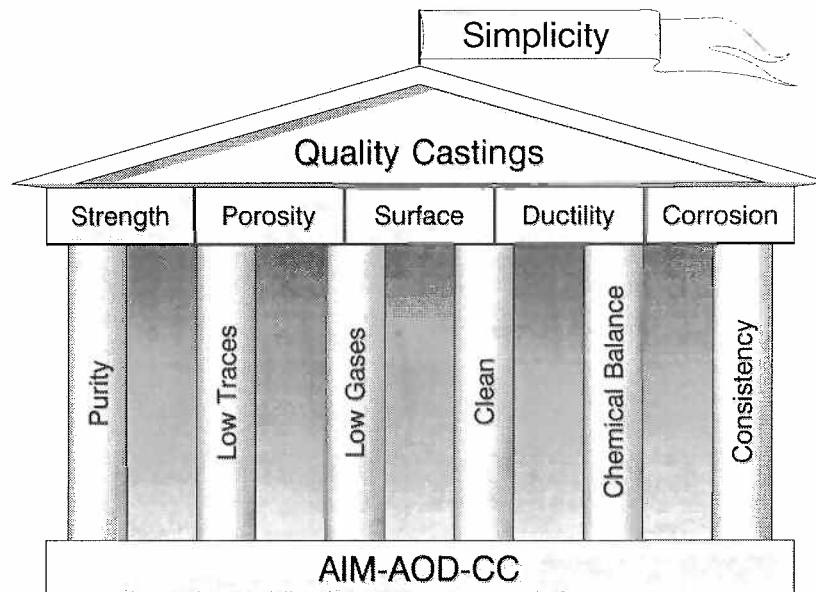 Simplicity
Quality Castings
Strength
Porosity
Surface
Ductility
Corrosion
Purity
Low Traces
Low Gases
Clean
Chemical Balance
Consistency
AIM-AOD-CC